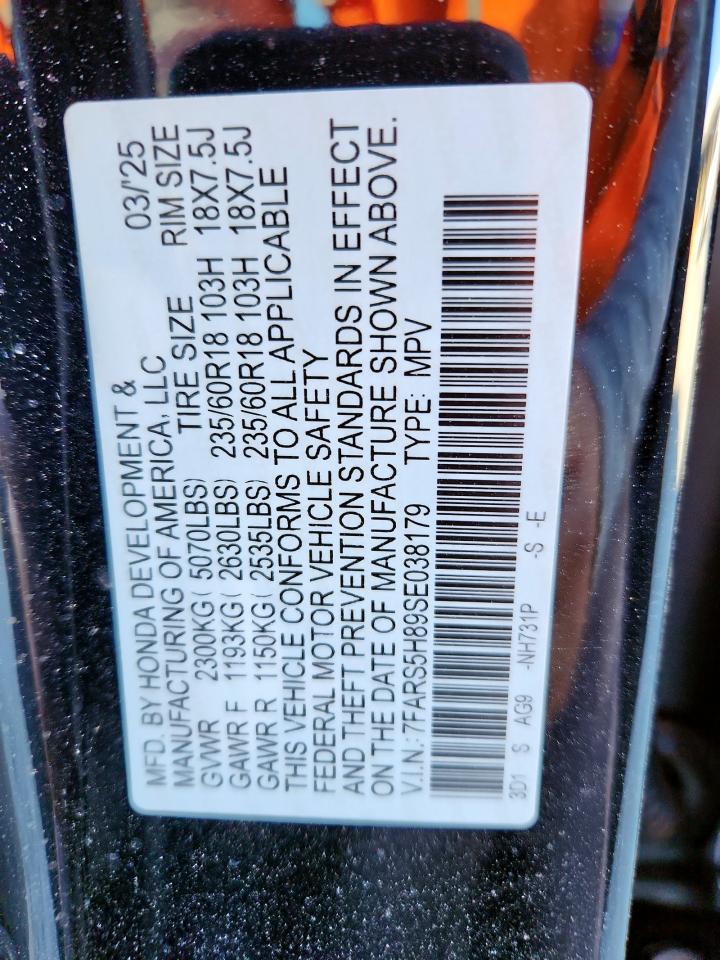 MFD. BY HONDA DEVELOPMENT & 03/'25
MANUFACTURING OF AMERICA, LLC
TIRE SIZE RIM SIZE
GVWR 2300KG( 5070LBS)
GAWR F 1193KG( 2630LBS) 235/60R18 103H 18X7.5J
GAWR R 1150KG( 2535LBS) 235/60R18 103H 18X7.5J
THIS VEHICLE CONFORMS TO ALL APPLICABLE
FEDERAL MOTOR VEHICLE SAFETY
AND THEFT PREVENTION STANDARDS IN EFFECT
ON THE DATE OF MANUFACTURE SHOWN ABOVE.
V.I.N.: 7FARS5H89SE038179 TYPE: MPV
3D1 S AG9 -NH731P -S -E